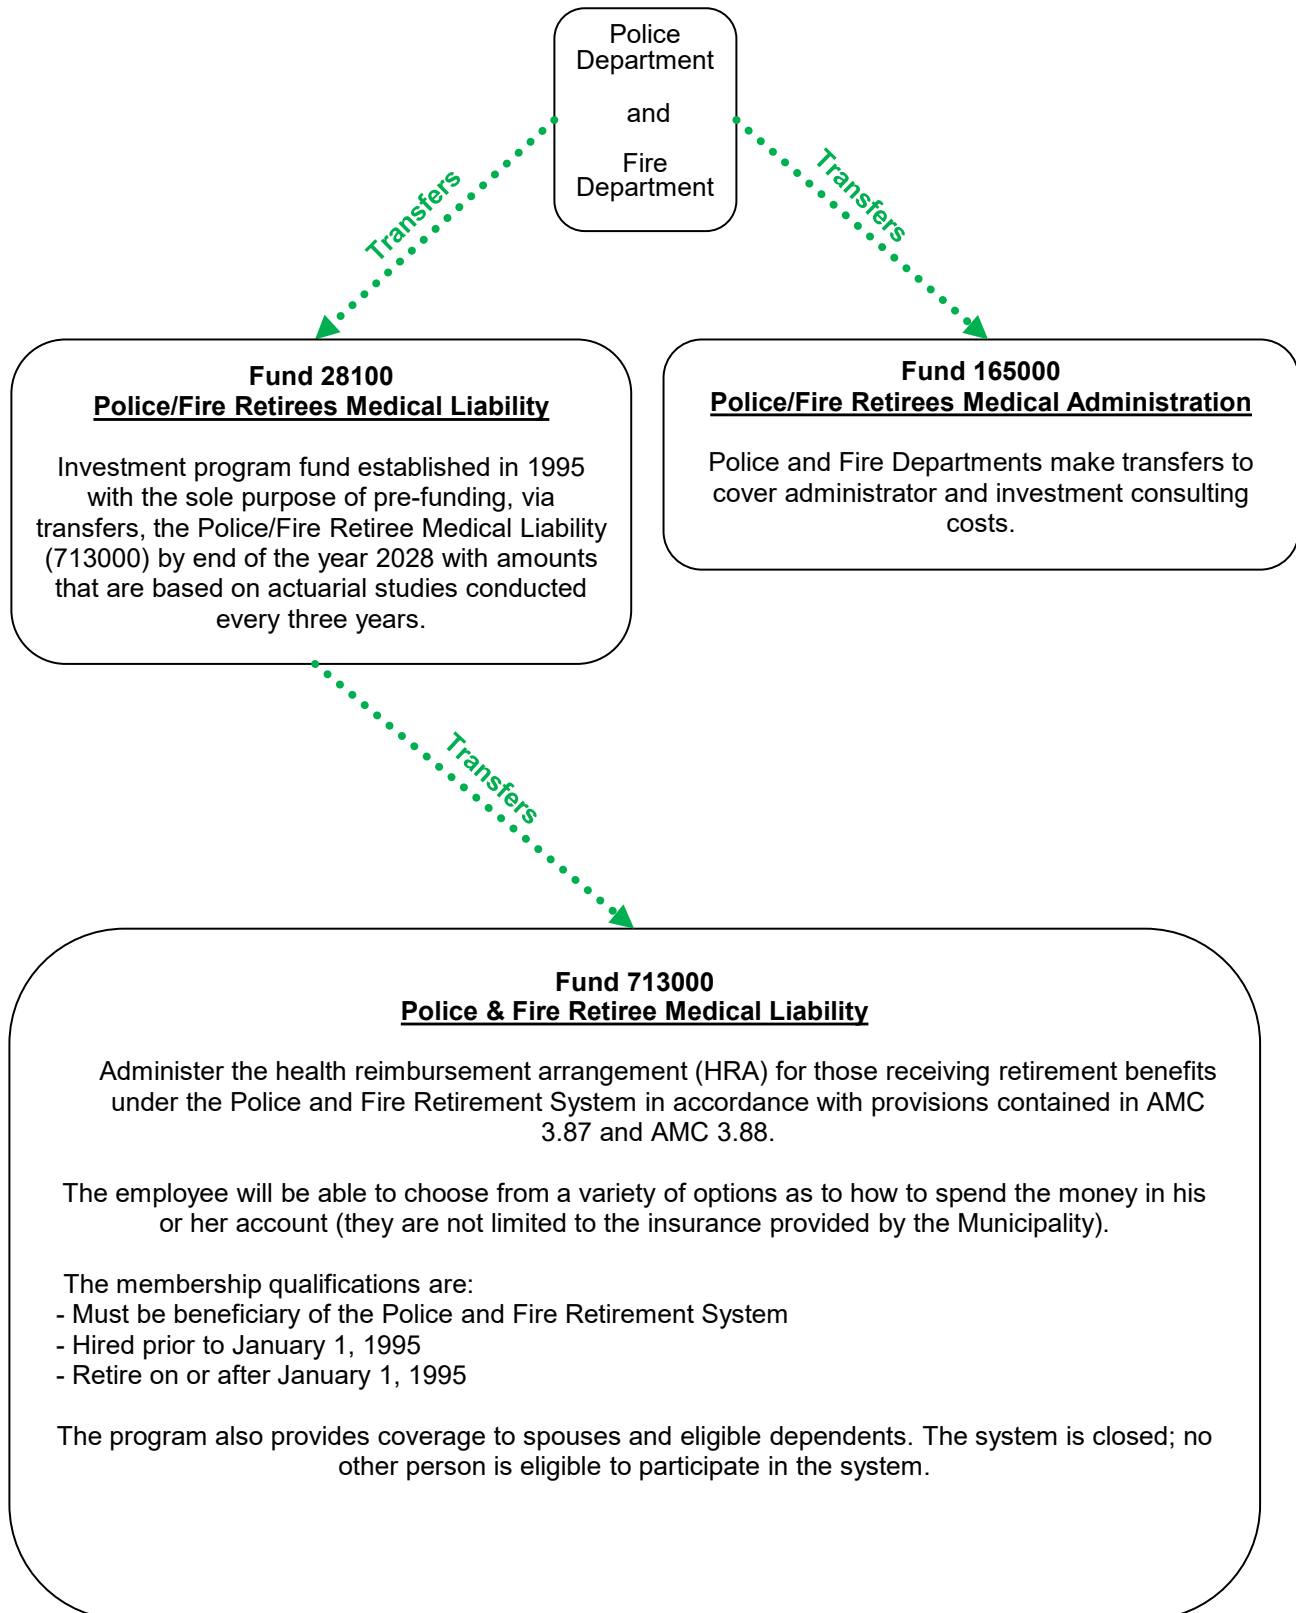 Police
Department
and
Fire
Department
Transfers
Transfers
Fund 28100
Police/Fire Retirees Medical Liability
Investment program fund established in 1995
with the sole purpose of pre-funding, via
transfers, the Police/Fire Retiree Medical Liability
(713000) by end of the year 2028 with amounts
that are based on actuarial studies conducted
every three years.
Fund 165000
Police/Fire Retirees Medical Administration
Police and Fire Departments make transfers to
cover administrator and investment consulting
costs.
Transfers
Fund 713000
Police & Fire Retiree Medical Liability
Administer the health reimbursement arrangement (HRA) for those receiving retirement benefits
under the Police and Fire Retirement System in accordance with provisions contained in AMC
3.87 and AMC 3.88.
The employee will be able to choose from a variety of options as to how to spend the money in his
or her account (they are not limited to the insurance provided by the Municipality).
The membership qualifications are:
- Must be beneficiary of the Police and Fire Retirement System
- Hired prior to January 1, 1995
- Retire on or after January 1, 1995
The program also provides coverage to spouses and eligible dependents. The system is closed; no
other person is eligible to participate in the system.